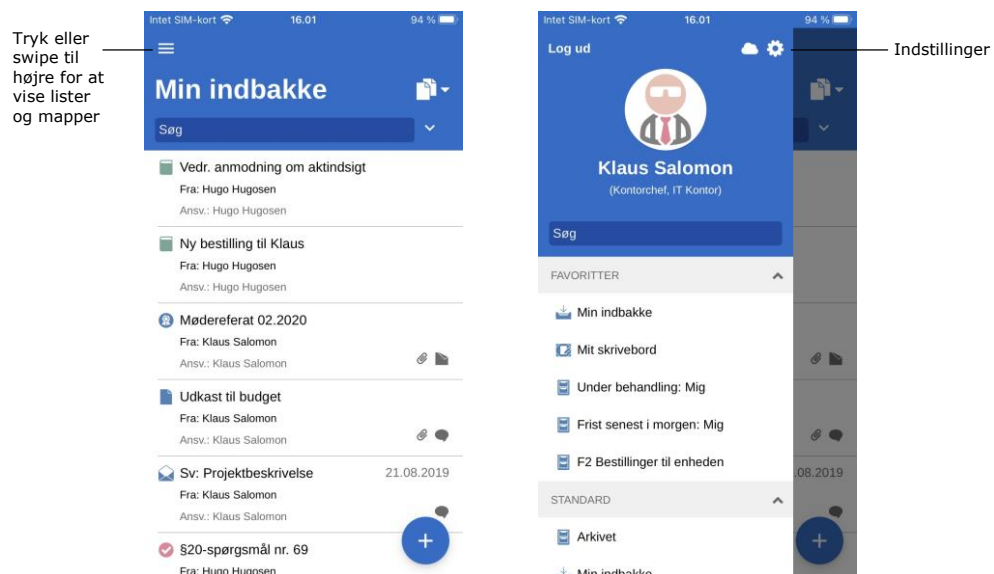 Tryk eller
swipe til
højre for at
vise lister
og mapper
Intet SIM-kort 16.01 94 %
Min indbakke
Søg
Vedr. anmodning om aktindsigt
Fra: Hugo Hugosen
Ansv.: Hugo Hugosen
Ny bestilling til Klaus
Fra: Hugo Hugosen
Ansv.: Hugo Hugosen
Mødereferat 02.2020
Fra: Klaus Salomon
Ansv.: Klaus Salomon
Udkast til budget
Fra: Klaus Salomon
Ansv.: Klaus Salomon
Sv: Projektbeskrivelse 21.08.2019
Fra: Klaus Salomon
Ansv.: Klaus Salomon
§20-spørgsmål nr. 69
Fra: Hugo Hugosen
+
Intet SIM-kort 16.01 94 %
Log ud
Klaus Salomon
(Kontorchef, IT Kontor)
Søg
FAVORITTER
Min indbakke
Mit skrivebord
Under behandling: Mig
Frist senest i morgen: Mig
F2 Bestillinger til enheden
.08.2019
STANDARD
Arkivet
+
Min indbakke
Indstillinger